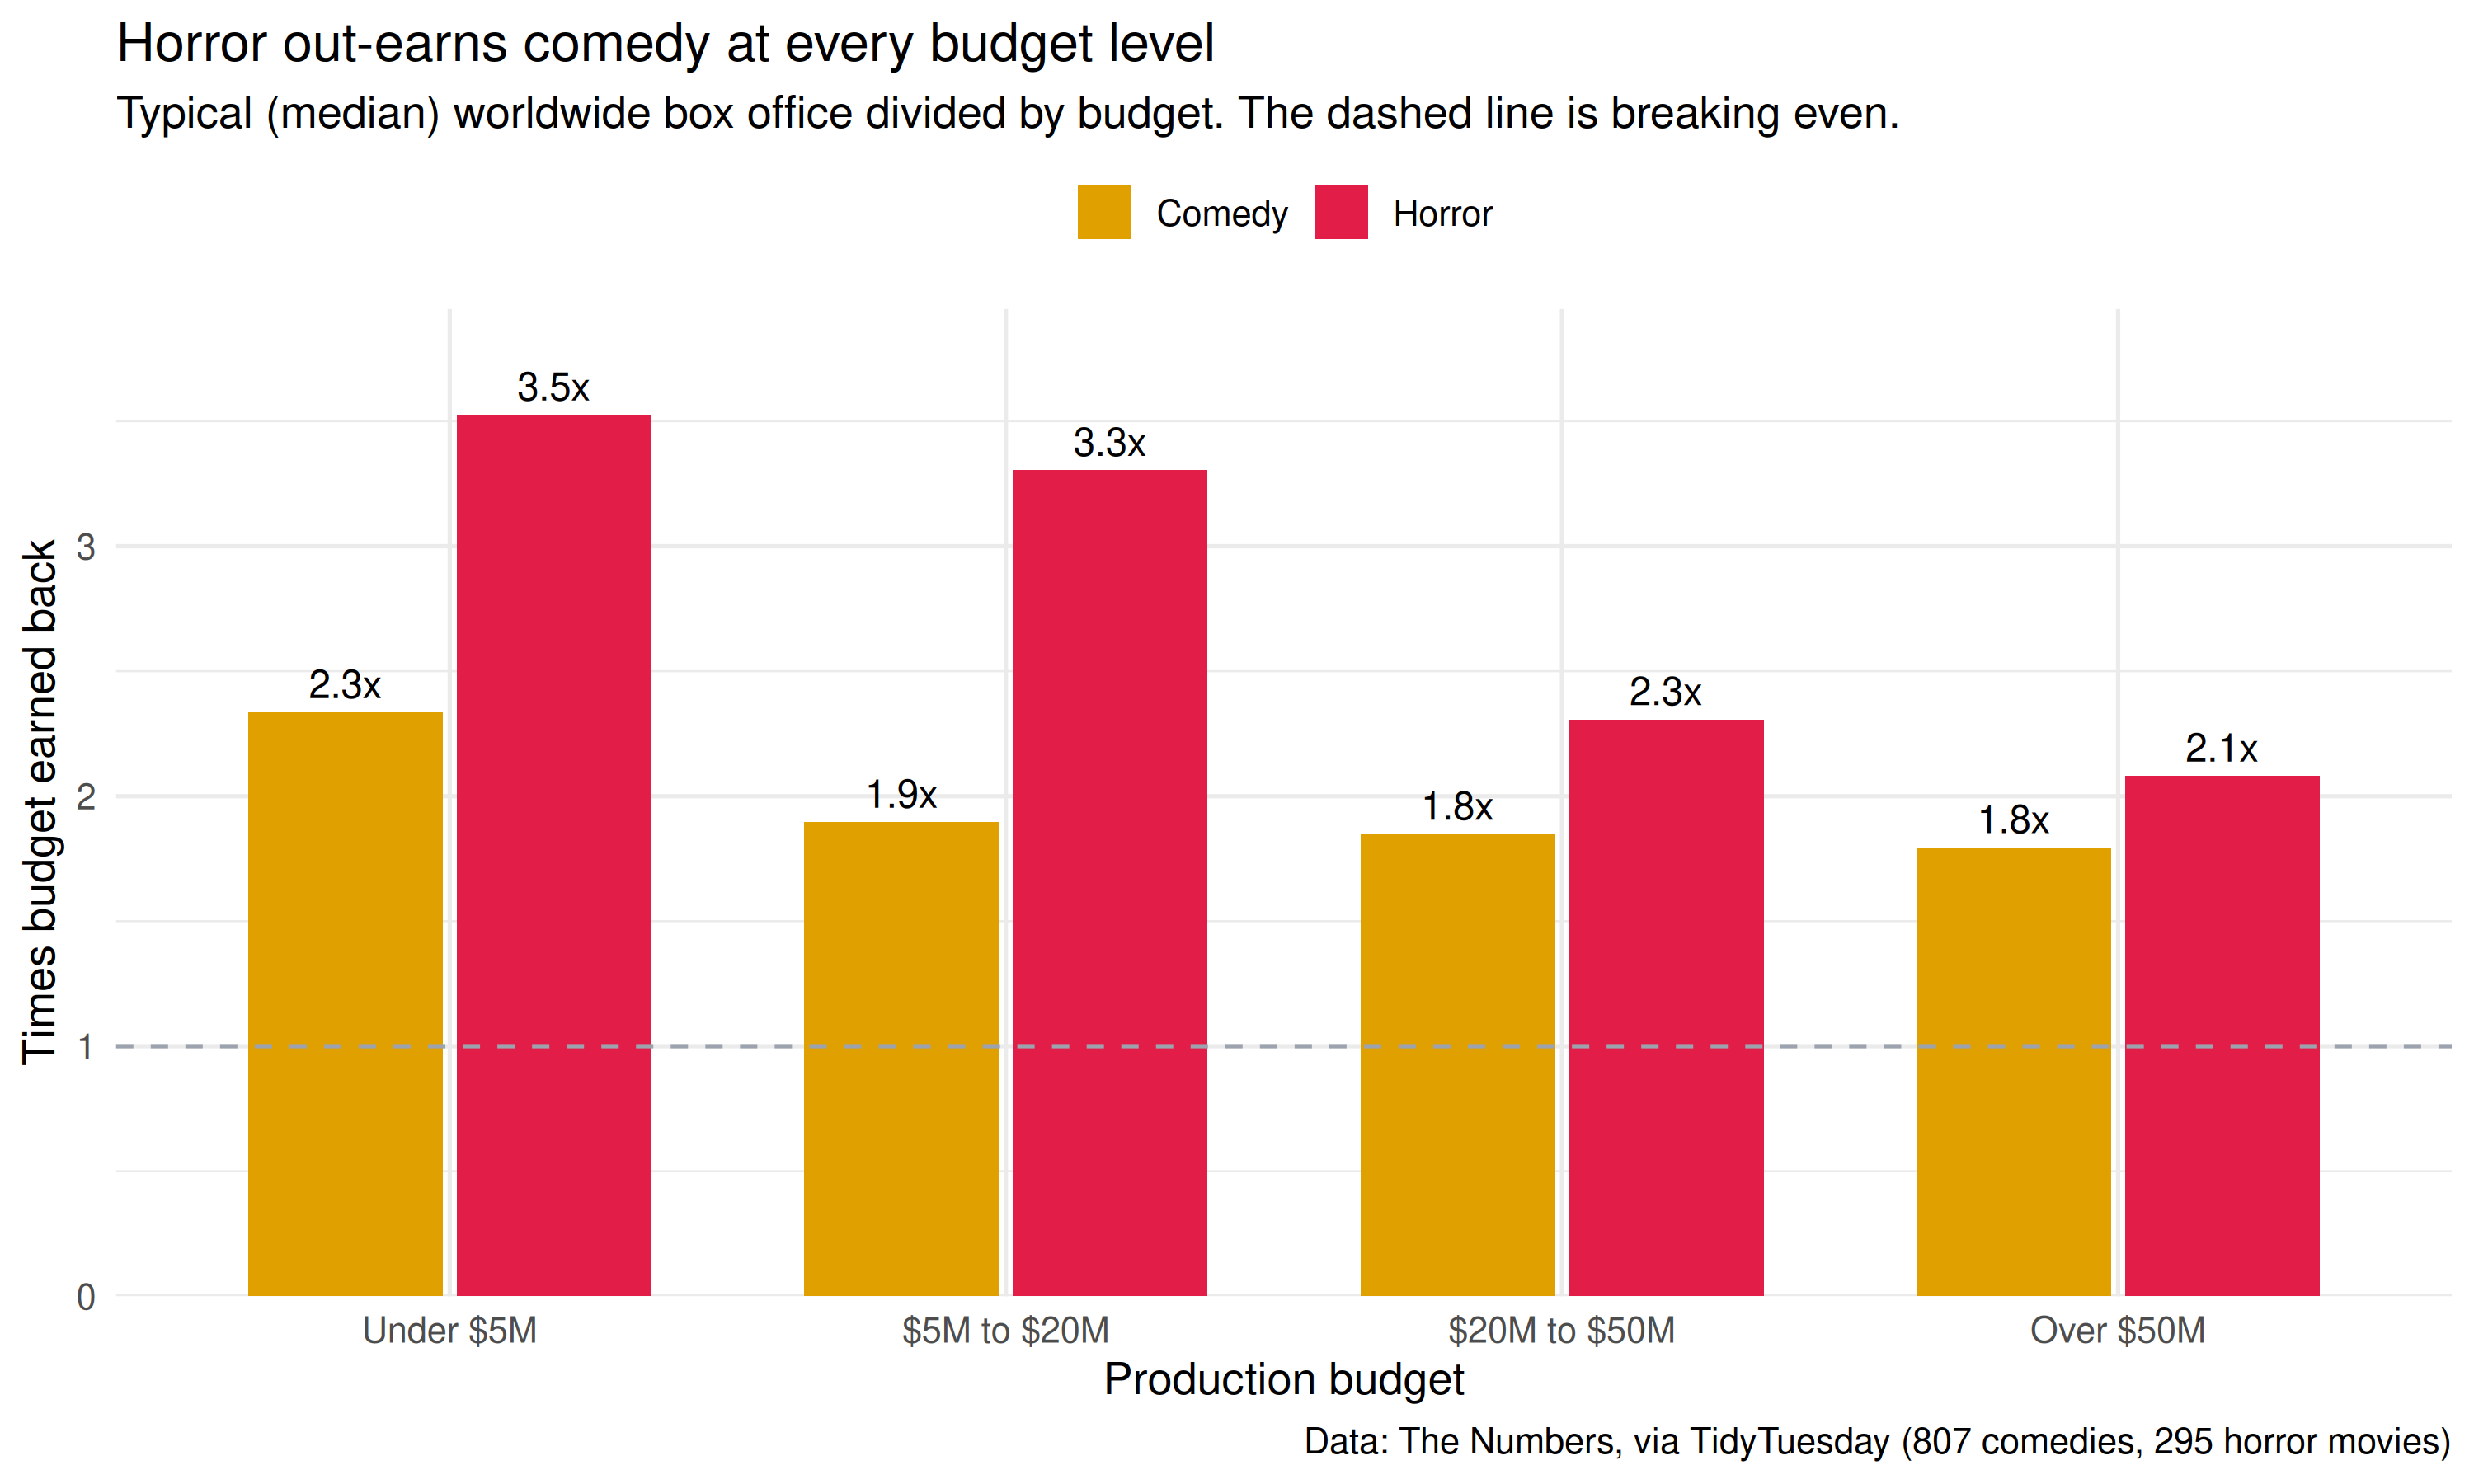 Horror out-earns comedy at every budget level
Typical (median) worldwide box office divided by budget. The dashed line is breaking even.
Comedy Horror
Times budget earned back
3.5x
3.3x
3
2.3x
2.3x
2.1x
2
1.9x
1.8x
1.8x
1
0
Under $5M $5M to $20M $20M to $50M Over $50M
Production budget
Data: The Numbers, via TidyTuesday (807 comedies, 295 horror movies)